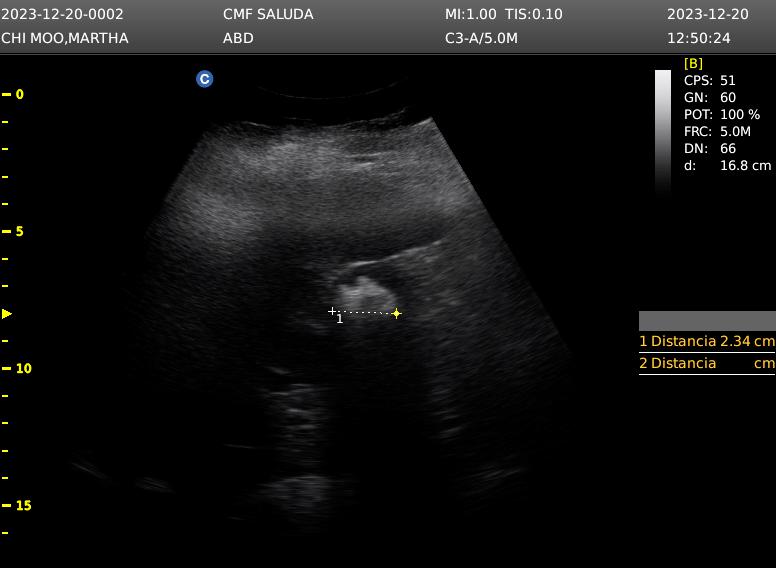 2023-12-20-0002 CMF SALUDA MI:1.00 TIS:0.10 2023-12-20
CHI MOO,MARTHA ABD C3-A/5.0M 12:50:24
C
[B]
CPS: 51
GN: 60
POT: 100 %
FRC: 5.0M
DN: 66
d: 16.8 cm
0
5
10
15
1
1 Distancia 2.34 cm
2 Distancia cm